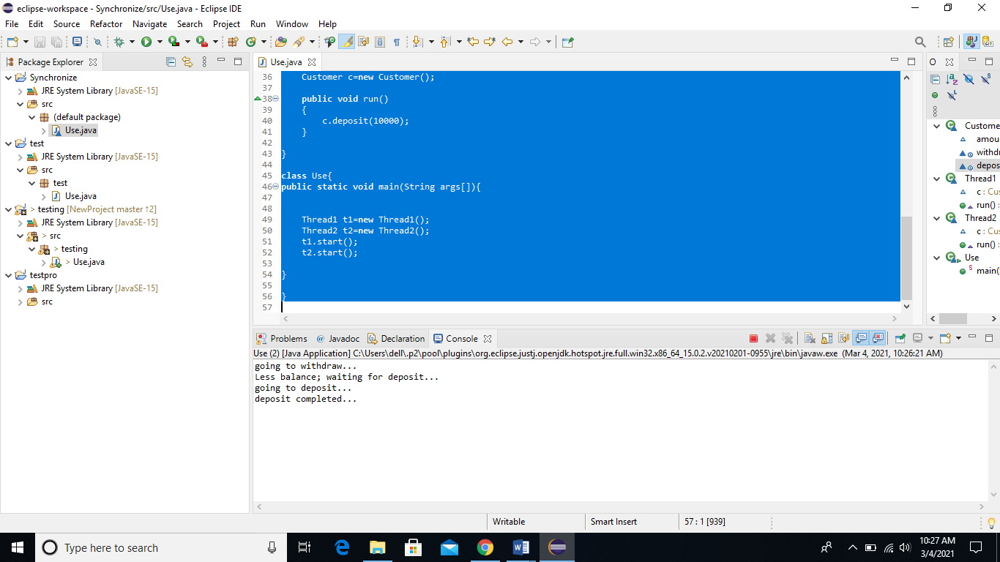 eclipse-workspace - Synchronize/src/Use.java - Eclipse IDE
File Edit Source Refactor Navigate Search Project Run Window Help
Package Explorer
Synchronize
JRE System Library [JavaSE-15]
src
(default package)
Use.java
test
JRE System Library [JavaSE-15]
src
test
Use.java
> testing [NewProject master ↑2]
JRE System Library [JavaSE-15]
> src
> testing
> Use.java
testpro
JRE System Library [JavaSE-15]
src
Use.java
36 Customer c=new Customer();
37
38 public void run()
39 {
40 c.deposit(10000);
41 }
42
43 }
44
45 class Use{
46 public static void main(String args[]){
47
48
49 Thread1 t1=new Thread1();
50 Thread2 t2=new Thread2();
51 t1.start();
52 t2.start();
53
54 }
55
56 }
57
O
Custome
amou
withdr
depos
Thread1
c : Cus
run() :
Thread2
c : Cus
run() :
Use
main(
Problems @ Javadoc Declaration Console
Use (2) [Java Application] C:\Users\dell\.p2\pool\plugins\org.eclipse.justj.openjdk.hotspot.jre.full.win32.x86_64_15.0.2.v20210201-0955\jre\bin\javaw.exe (Mar 4, 2021, 10:26:21 AM)
going to withdraw...
Less balance; waiting for deposit...
going to deposit...
deposit completed...
Writable Smart Insert 57 : 1 [939]
Type here to search
10:27 AM
3/4/2021